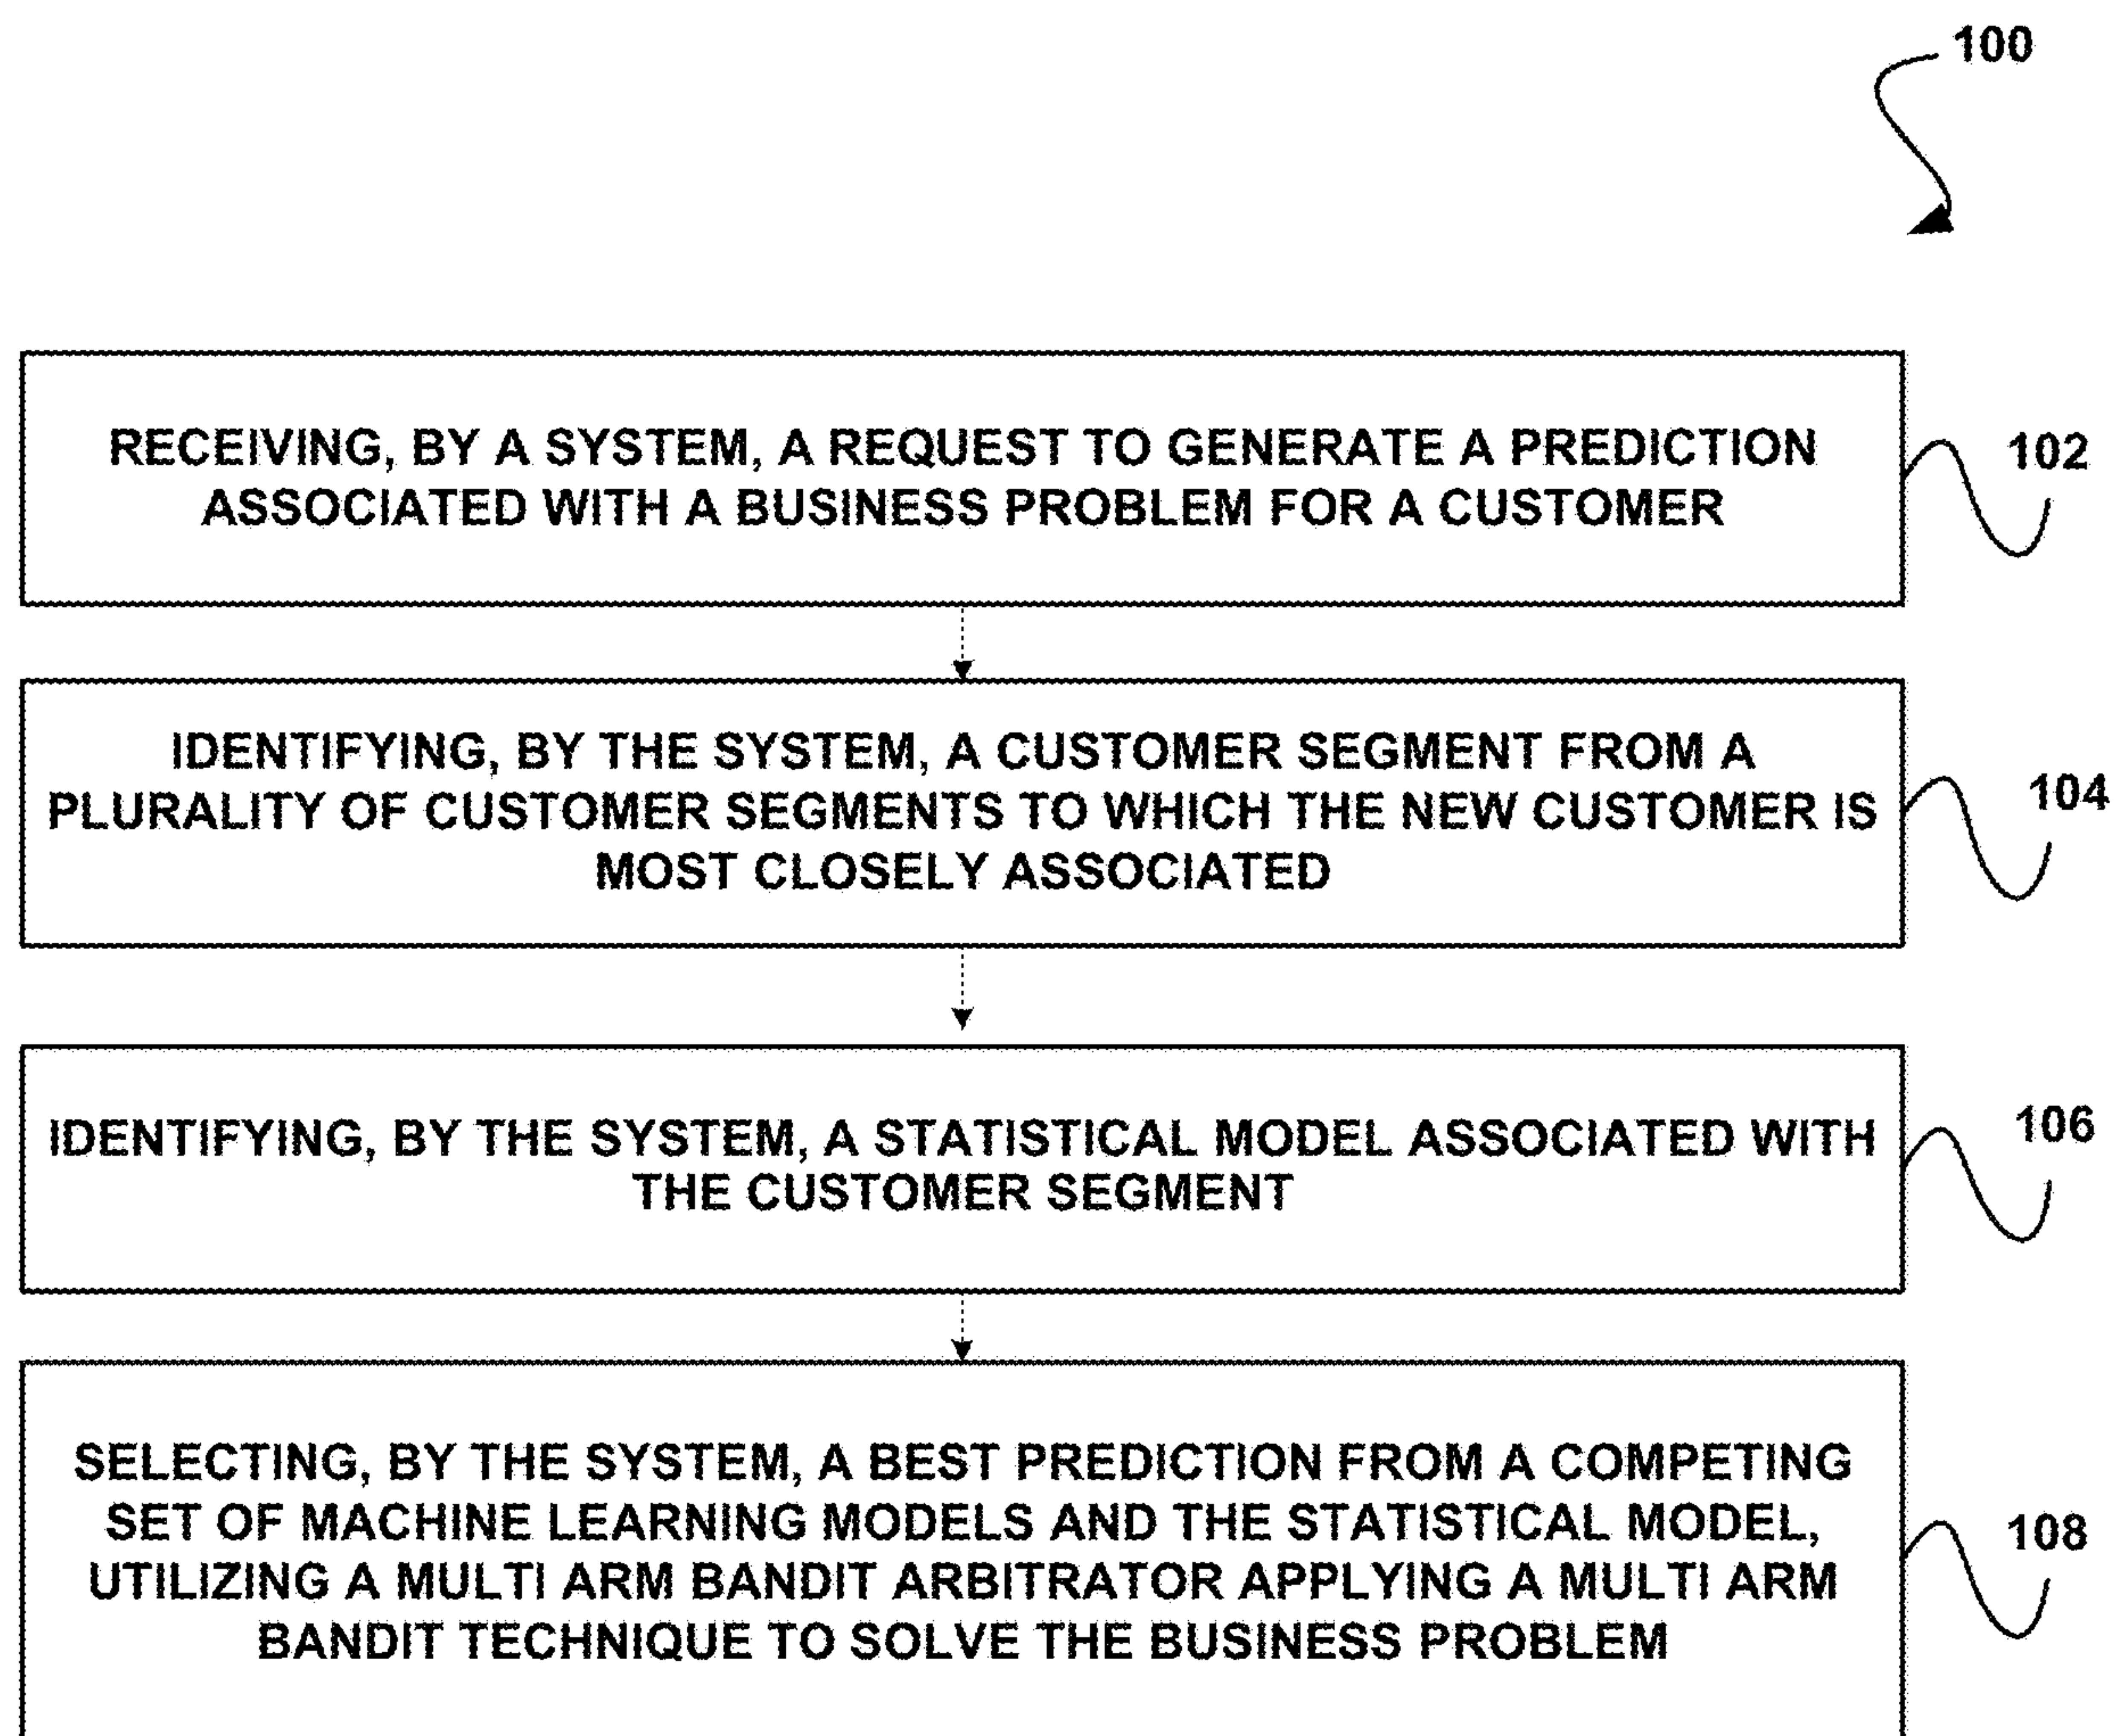 100
RECEIVING, BY A SYSTEM, A REQUEST TO GENERATE A PREDICTION
ASSOCIATED WITH A BUSINESS PROBLEM FOR A CUSTOMER
102
IDENTIFYING, BY THE SYSTEM, A CUSTOMER SEGMENT FROM A
PLURALITY OF CUSTOMER SEGMENTS TO WHICH THE NEW CUSTOMER IS
MOST CLOSELY ASSOCIATED
104
IDENTIFYING, BY THE SYSTEM, A STATISTICAL MODEL ASSOCIATED WITH
THE CUSTOMER SEGMENT
106
SELECTING, BY THE SYSTEM, A BEST PREDICTION FROM A COMPETING
SET OF MACHINE LEARNING MODELS AND THE STATISTICAL MODEL,
UTILIZING A MULTI ARM BANDIT ARBITRATOR APPLYING A MULTI ARM
BANDIT TECHNIQUE TO SOLVE THE BUSINESS PROBLEM
108